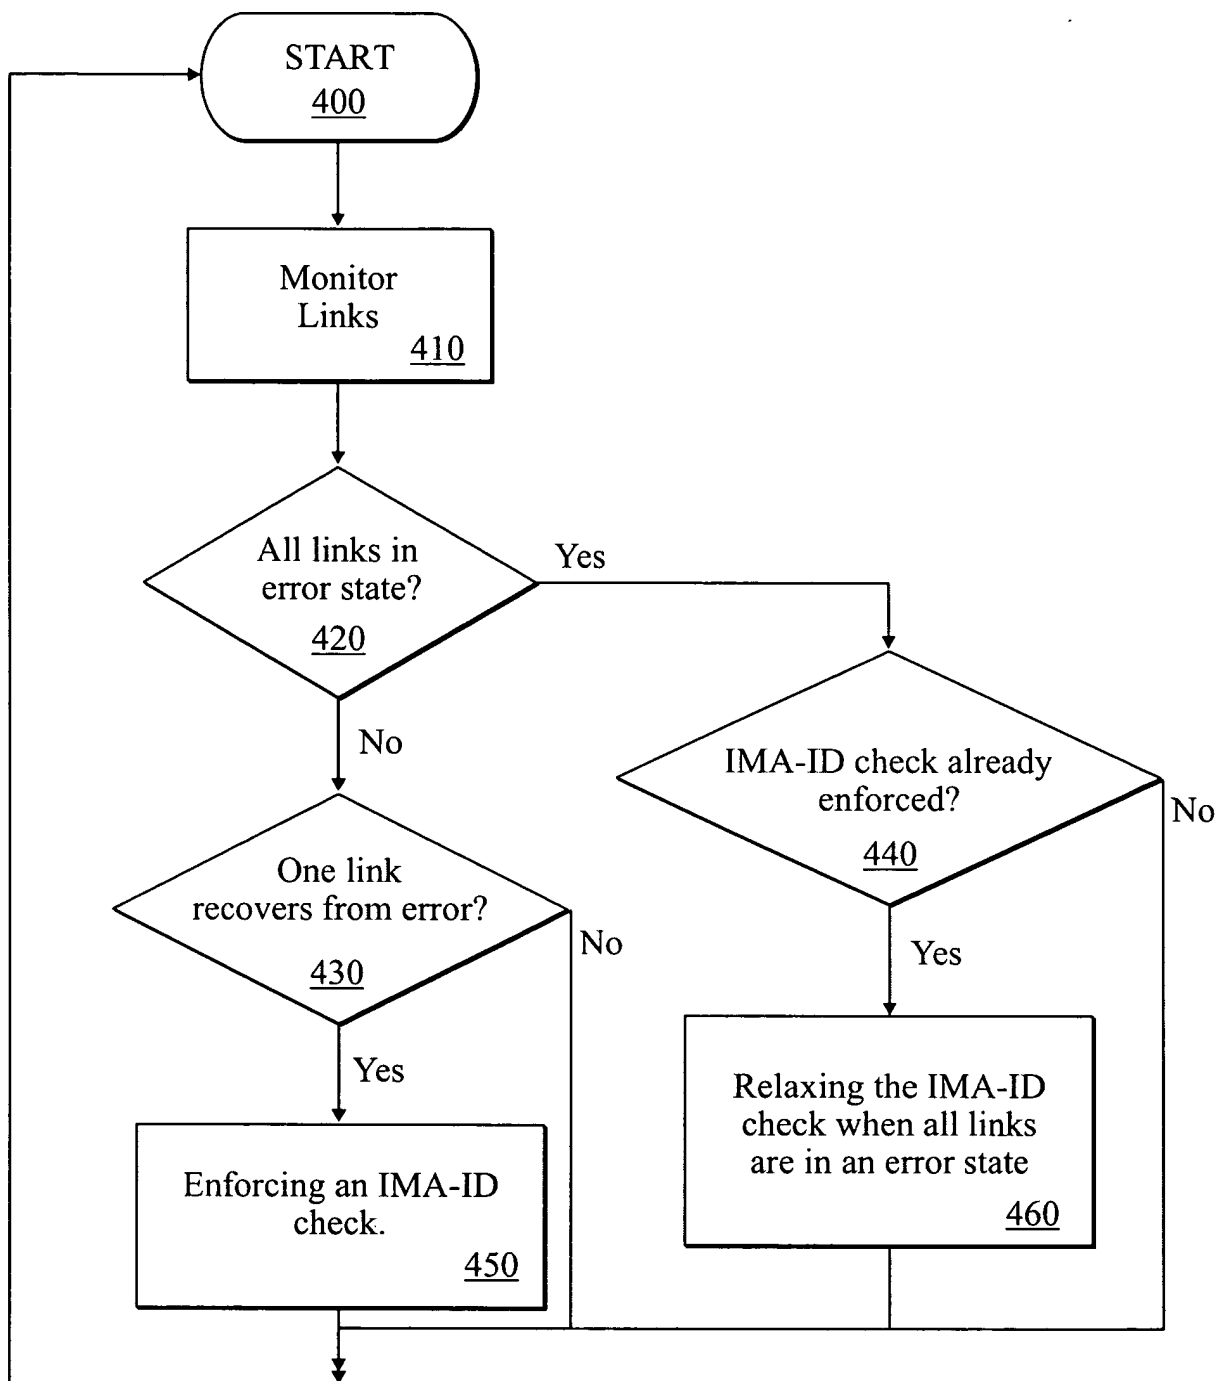 START
400
Monitor
Links
410
All links in
error state?
420
Yes
No
IMA-ID check already
enforced?
440
No
One link
recovers from error?
430
No
Yes
Yes
Relaxing the IMA-ID
check when all links
are in an error state
460
Enforcing an IMA-ID
check.
450